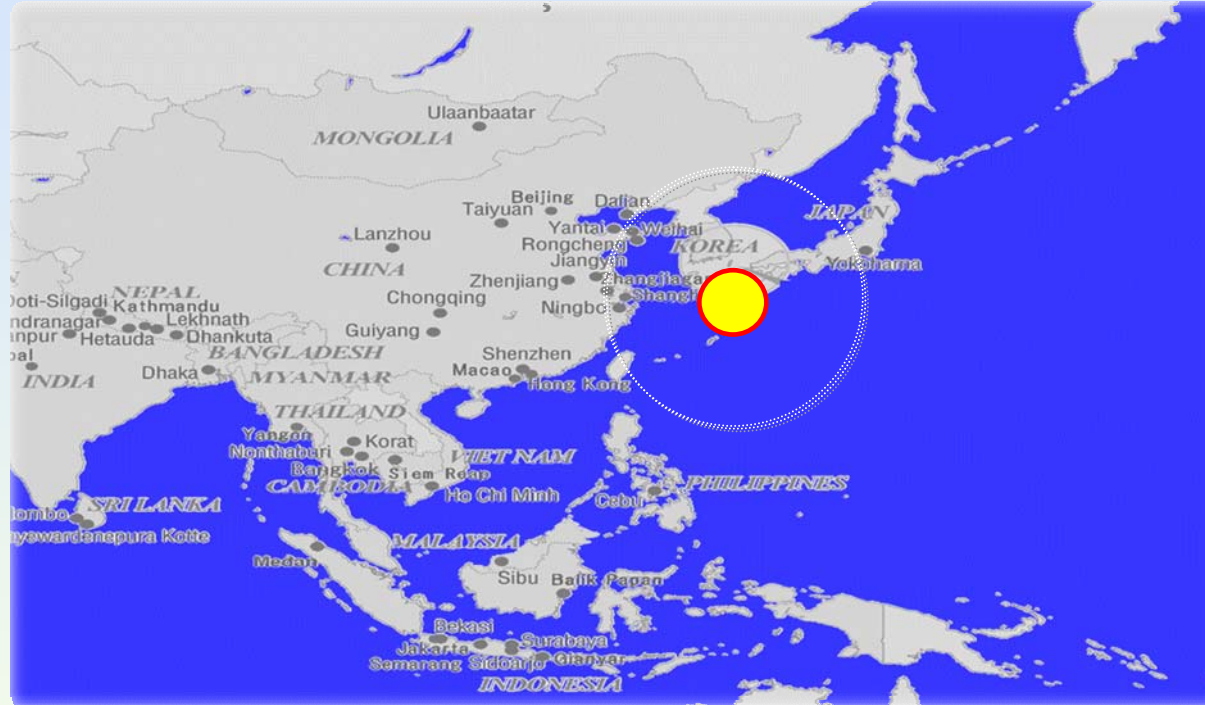 Ulaanbaatar
MONGOLIA
Beijing
Dalian
Taiyuan
JAPAN
Yantai
Weihai
Lanzhou
Rongcheng
KOREA
Jiangyin
Yokohama
CHINA
Zhenjiang
NEPAL
Chongqing
Doti-Silgadi
Kathmandu
Lekhnath
Guiyang
Hetauda
Dhankuta
BANGLADESH
Shenzhen
INDIA
Dhaka
MYANMAR
Macao
Hong Kong
THAILAND
Yangon
Korat
Nonthaburi
VIET NAM
Bangkok
Siem Reap
CAMBODIA
Ho Chi Minh
Cebu
PHILIPPINES
SRI LANKA
MALAYSIA
Medan
Sibu
Balik Papan
Bekasi
Jakarta
Surabaya
Semarang Sidoarjo Gianyar
INDONESIA